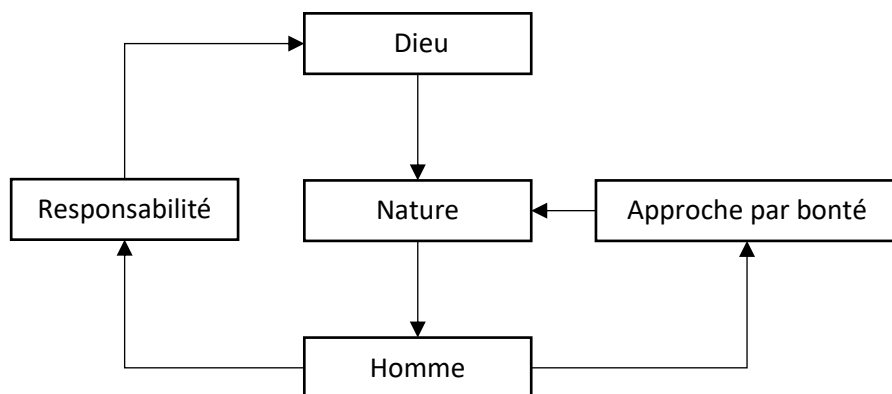 Dieu
Responsabilité
Nature
Approche par bonté
Homme